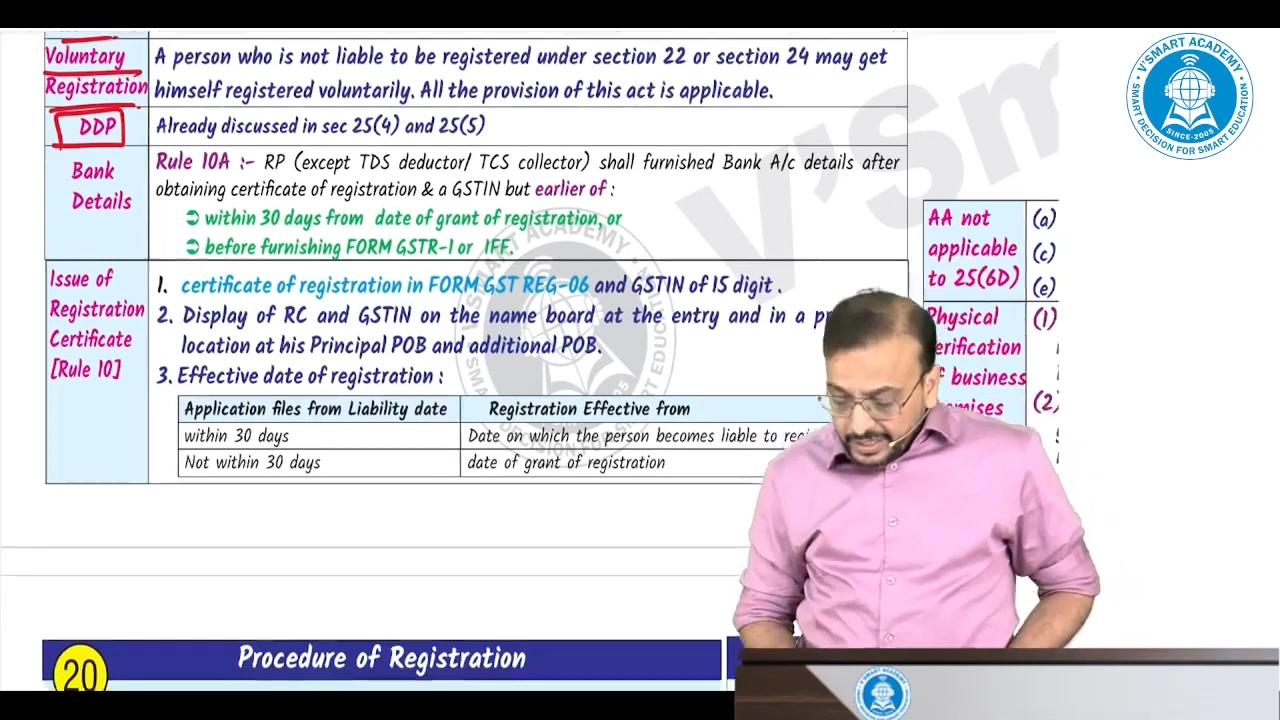 Voluntary Registration
A person who is not liable to be registered under section 22 or section 24 may get
himself registered voluntarily. All the provision of this act is applicable.
DDP
Already discussed in sec 25(4) and 25(5)
Bank Details
Rule 10A :- RP (except TDS deductor/ TCS collector) shall furnished Bank A/c details after
obtaining certificate of registration & a GSTIN but earlier of :
➲ within 30 days from date of grant of registration, or
➲ before furnishing FORM GSTR-1 or IFF.
Issue of
Registration
Certificate
[Rule 10]
1. certificate of registration in FORM GST REG-06 and GSTIN of 15 digit .
2. Display of RC and GSTIN on the name board at the entry and in a
location at his Principal POB and additional POB.
3. Effective date of registration :
Application files from Liability date
Registration Effective from
within 30 days
Date on which the person becomes liable to
Not within 30 days
date of grant of registration
AA not
applicable
to 25(6D)
(a)
(c)
(e)
Physical
business
(1)
(2)
20
Procedure of Registration
V'SMART ACADEMY
SINCE-2005
SMART DECISION FOR SMART EDUCATION